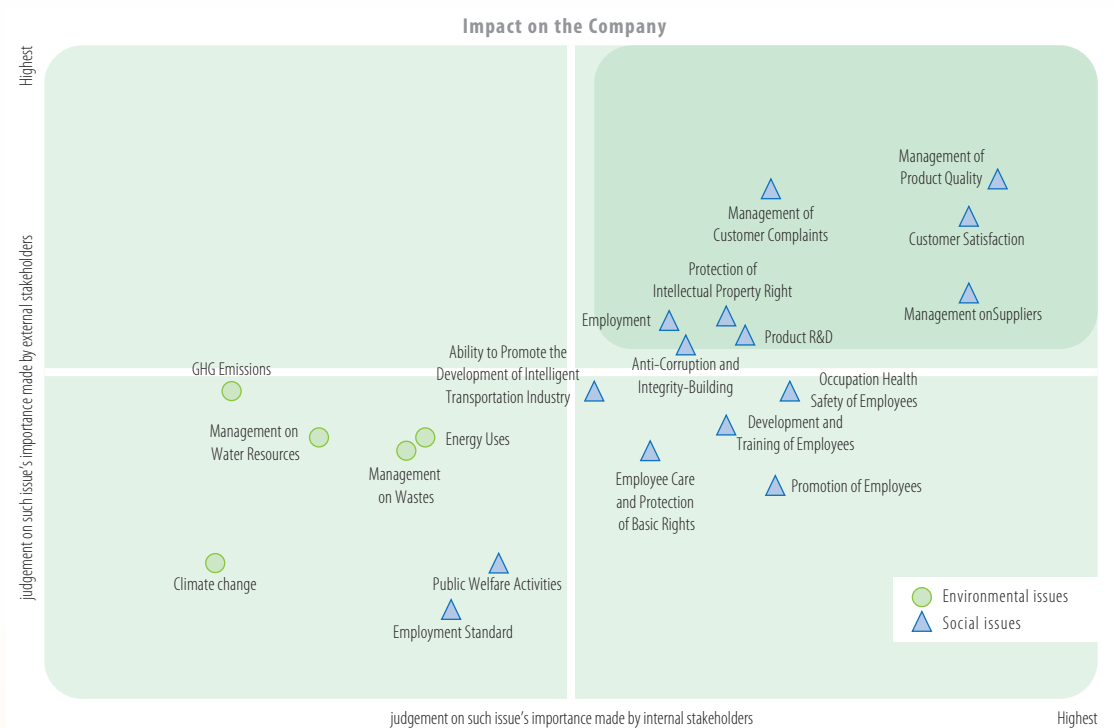 Impact on the Company
Highest
judgement on such issue's importance made by external stakeholders
Management of
Product Quality
Management of
Customer Complaints
Customer Satisfaction
Protection of
Intellectual Property Right
Management onSuppliers
Employment
Product R&D
Anti-Corruption and
Integrity-Building
Ability to Promote the
Development of Intelligent
Transportation Industry
GHG Emissions
Occupation Health
Safety of Employees
Management on
Water Resources
Energy Uses
Development and
Training of Employees
Management
on Wastes
Employee Care
and Protection
of Basic Rights
Promotion of Employees
Climate change
Public Welfare Activities
Employment Standard
Environmental issues
Social issues
judgement on such issue's importance made by internal stakeholders
Highest